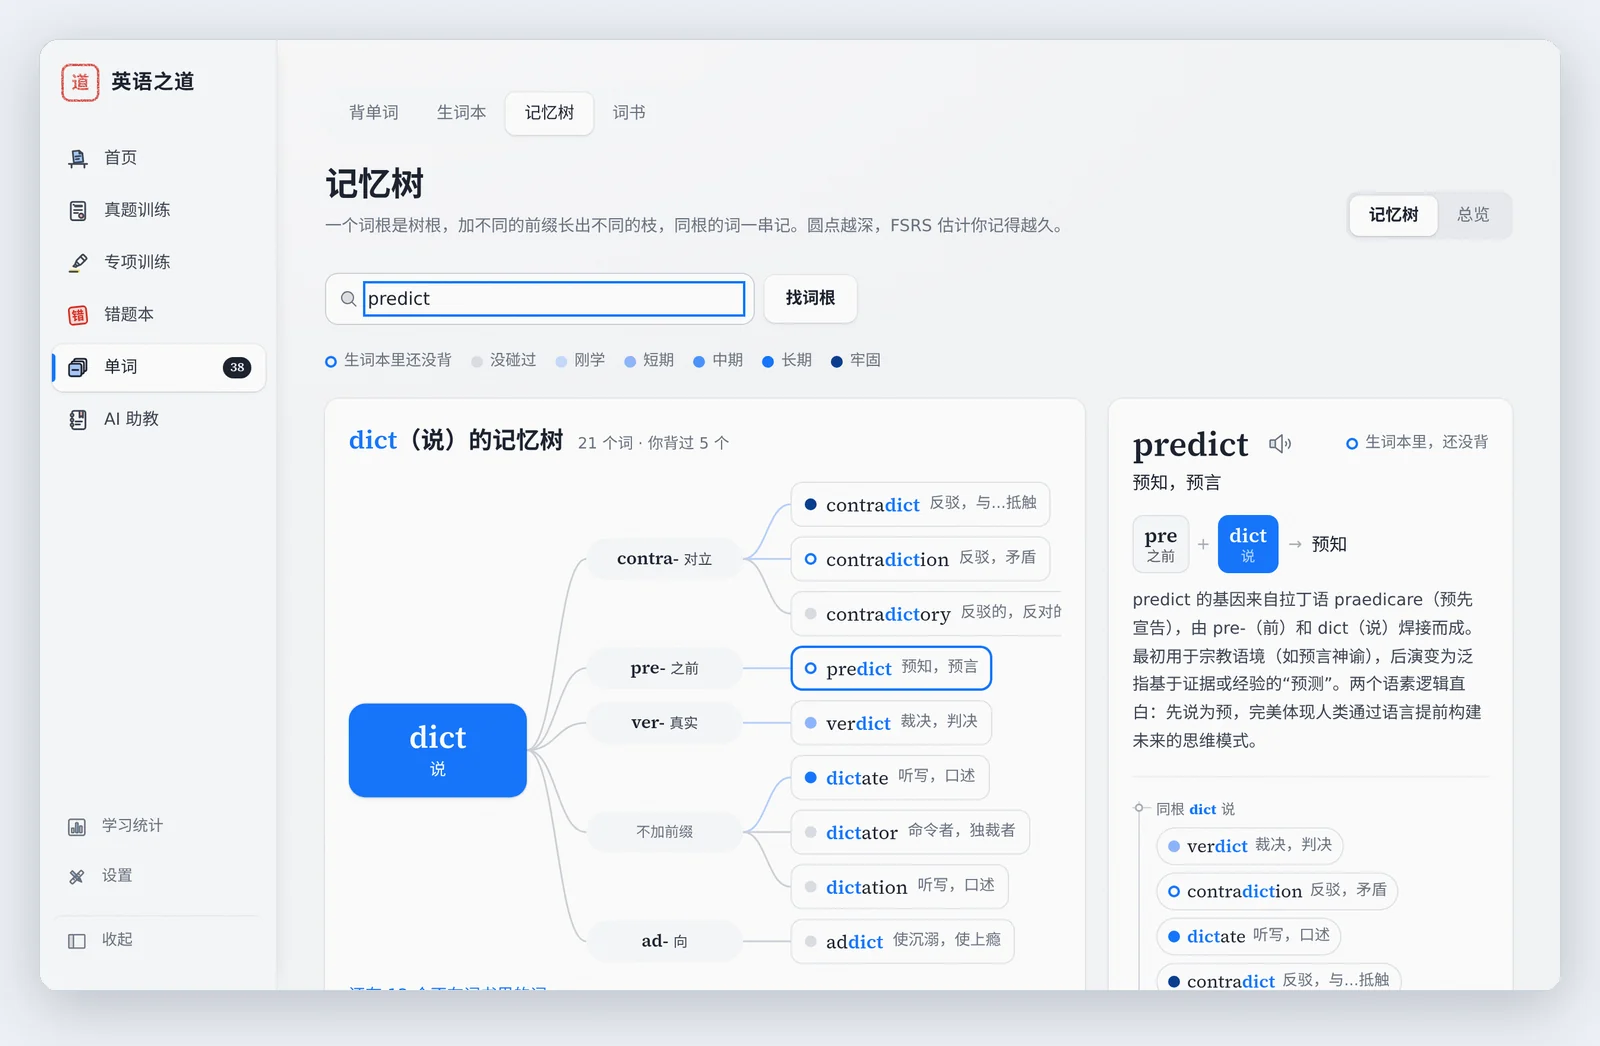 道 英语之道
首页
真题训练
专项训练
错 错题本
单词 38
AI 助教
学习统计
设置
收起
背单词 生词本 记忆树 词书
记忆树
一个词根是树根，加不同的前缀长出不同的枝，同根的词一串记。圆点越深，FSRS 估计你记得越久。
记忆树 总览
predict 找词根
生词本里还没背 没碰过 刚学 短期 中期 长期 牢固
dict（说）的记忆树 21 个词 · 你背过 5 个
dict
说
contra- 对立
contradict 反驳，与...抵触
contradiction 反驳，矛盾
contradictory 反驳的，反对的
pre- 之前
predict 预知，预言
ver- 真实
verdict 裁决，判决
不加前缀
dictate 听写，口述
dictator 命令者，独裁者
dictation 听写，口述
ad- 向
addict 使沉溺，使上瘾
predict 生词本里，还没背
预知，预言
pre 之前 + dict 说 → 预知
predict 的基因来自拉丁语 praedicare（预先
宣告），由 pre-（前）和 dict（说）焊接而成。
最初用于宗教语境（如预言神谕），后演变为泛
指基于证据或经验的“预测”。两个语素逻辑直
白：先说为预，完美体现人类通过语言提前构建
未来的思维模式。
同根 dict 说
verdict 裁决，判决
contradiction 反驳，矛盾
dictate 听写，口述
contradict 反驳，与...抵触